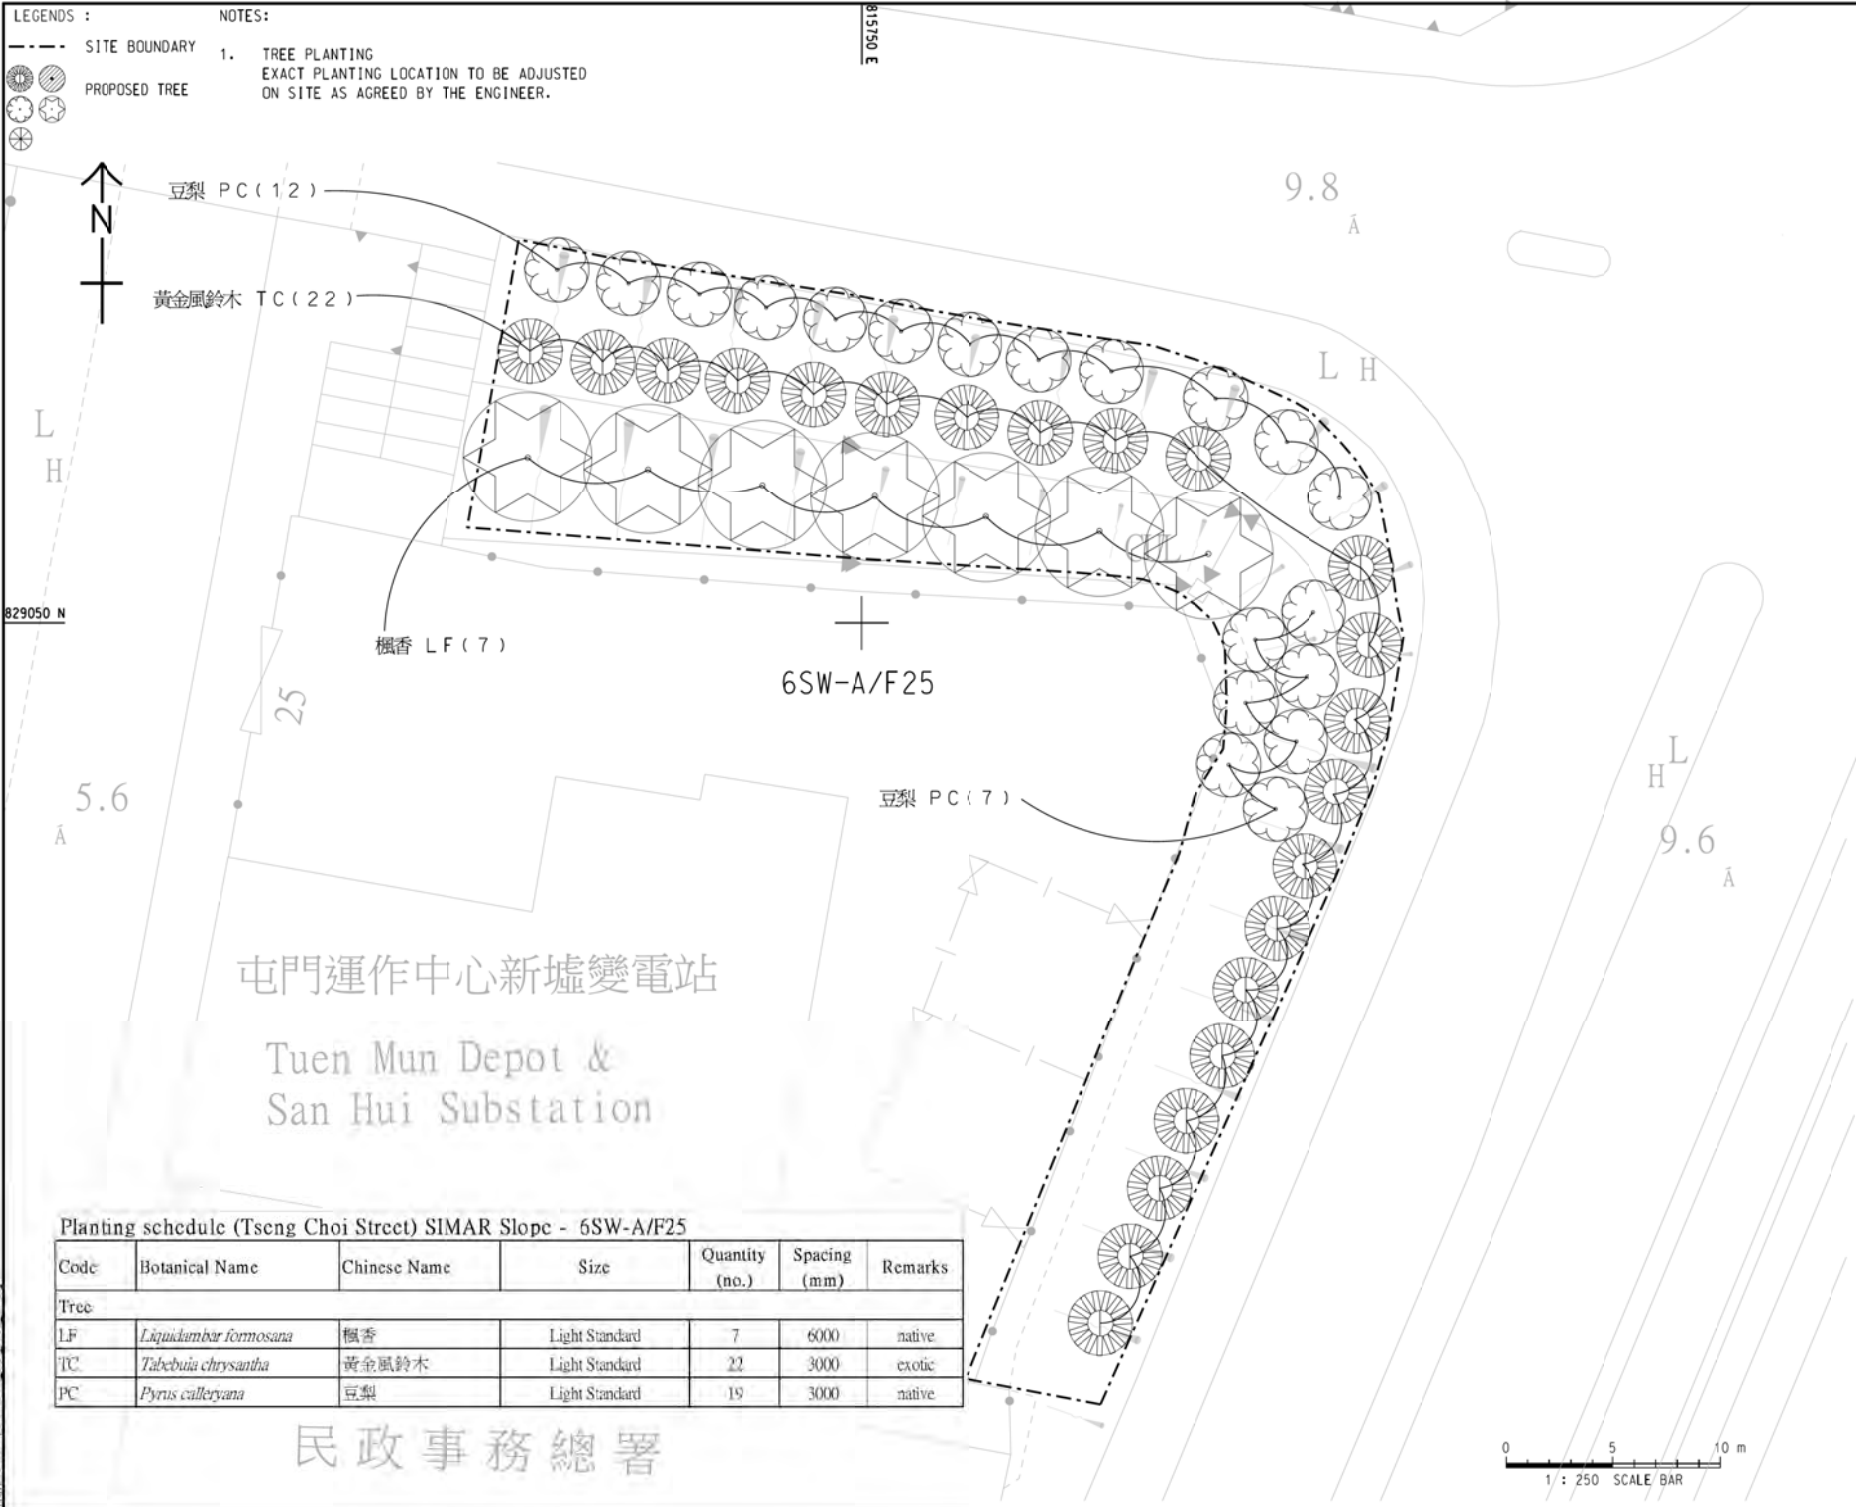 LEGENDS :
SITE BOUNDARY
PROPOSED TREE
NOTES:
1. TREE PLANTING
EXACT PLANTING LOCATION TO BE ADJUSTED
ON SITE AS AGREED BY THE ENGINEER.
815750 E
N
豆梨 PC(12)
黃金風鈴木 TC(22)
9.8
Á
L H
L
H
829050 N
楓香 LF(7)
CUL
6SW-A/F25
25
豆梨 PC(7)
5.6
Á
L
H
9.6
Á
屯門運作中心新墟變電站
Tuen Mun Depot &
San Hui Substation
Planting schedule (Tseng Choi Street) SIMAR Slope - 6SW-A/F25
Code Botanical Name Chinese Name Size Quantity (no.) Spacing (mm) Remarks
Tree
LF Liquidambar formosana 楓香 Light Standard 7 6000 native
TC Tabebuia chrysantha 黃金風鈴木 Light Standard 22 3000 exotic
PC Pyrus calleryana 豆梨 Light Standard 19 3000 native
民政事務總署
0 5 10 m
1 : 250 SCALE BAR